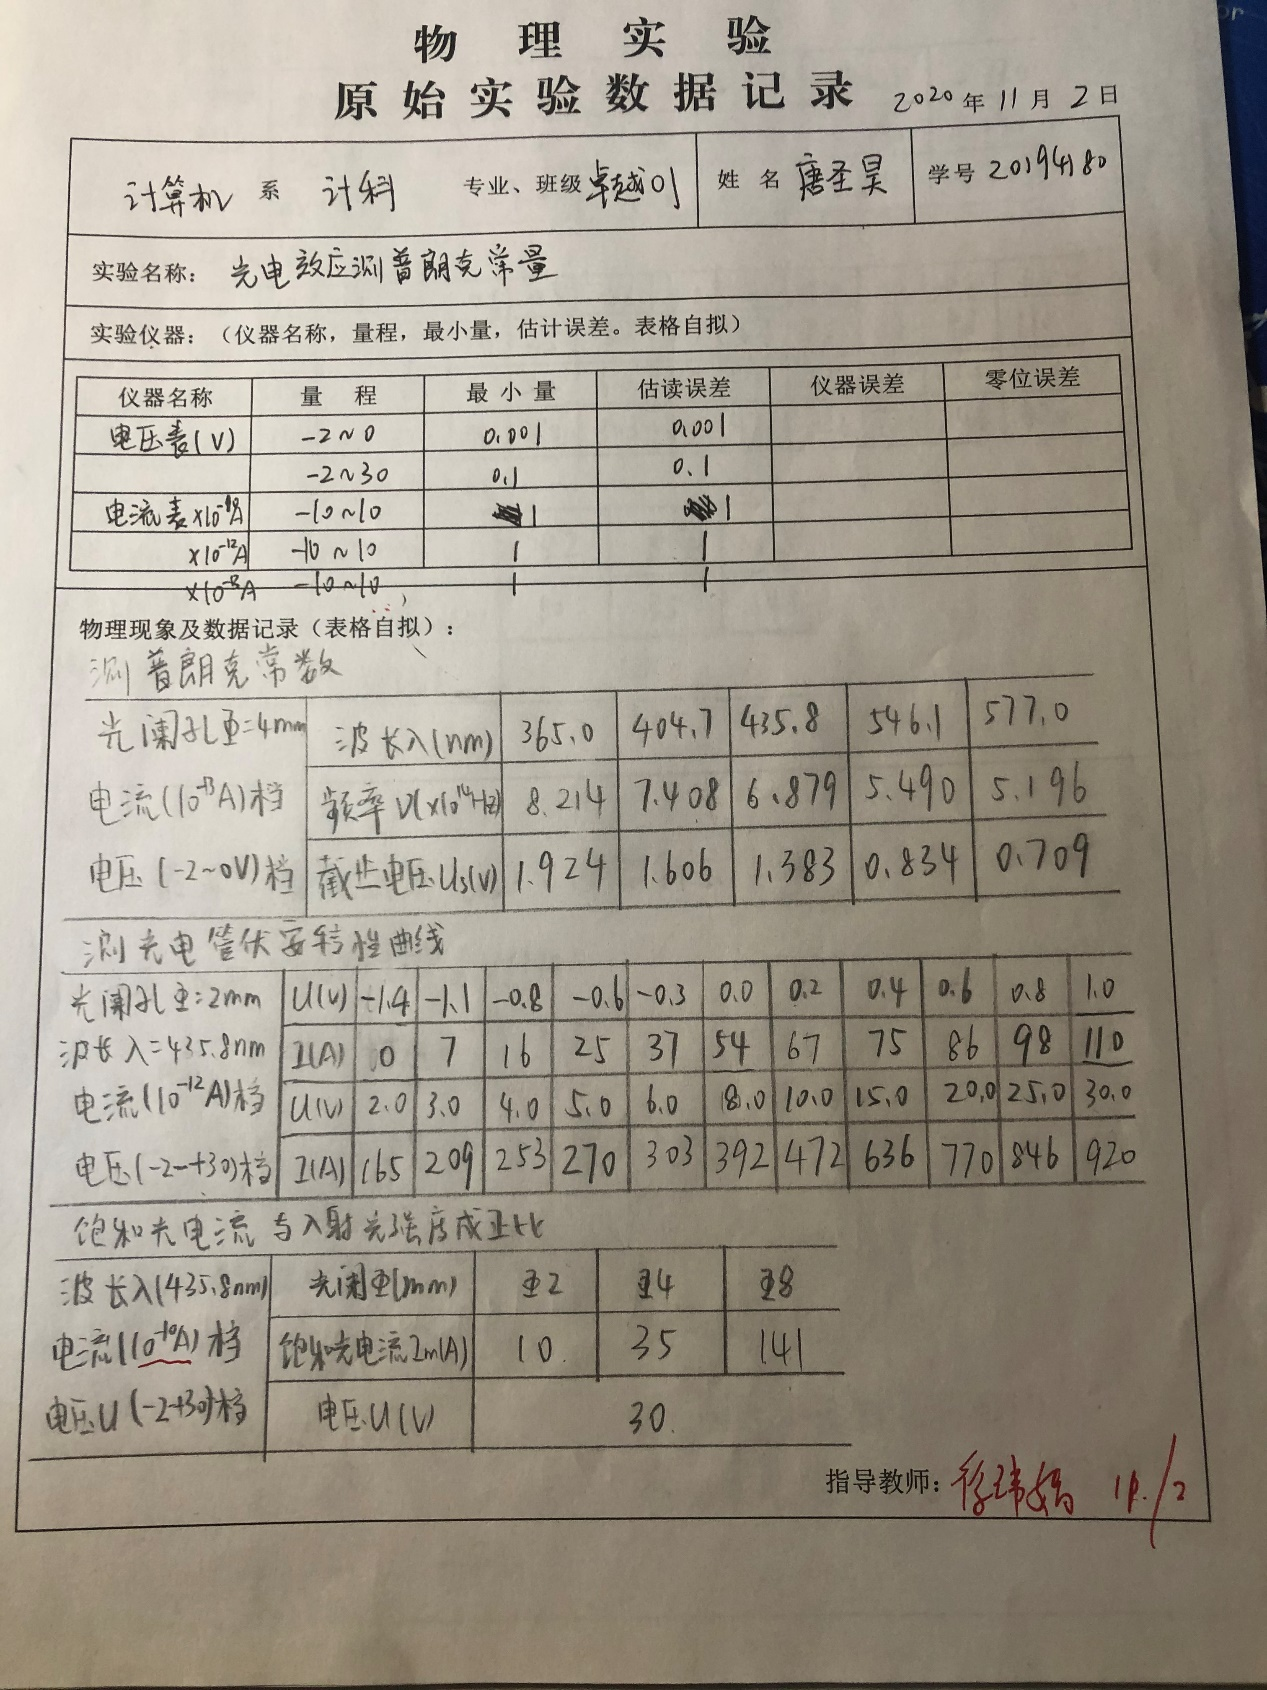 物 理 实 验
原始实验数据记录 2020年11月2日
计算机 系 计科 专业、班级 卓越01 姓 名 唐圣昊 学号 20194180
实验名称： 光电效应测普朗克常量
实验仪器：（仪器名称，量程，最小量，估计误差。表格自拟）
仪器名称 量 程 最 小 量 估读误差 仪器误差 零位误差
电压表(V) -2~0 0.001 0.001
-2~30 0.1 0.1
电流表 -10~10 1 1
×10⁻¹²A -10~10 1 1
×10⁻¹³A -10~10 1 1
物理现象及数据记录（表格自拟）：
测普朗克常数
光阑孔Φ=4mm 波长λ(nm) 365.0 404.7 435.8 546.1 577.0
电流(10⁻¹³A)档 频率ν(×10¹⁴Hz) 8.214 7.408 6.879 5.490 5.196
电压(-2~0V)档 截止电压Us(V) 1.924 1.606 1.383 0.834 0.709
测光电管伏安特性曲线
光阑孔Φ=2mm U(V) -1.4 -1.1 -0.8 -0.6 -0.3 0.0 0.2 0.4 0.6 0.8 1.0
波长λ=435.8nm I(A) 0 7 16 25 37 54 67 75 86 98 110
电流(10⁻¹²A)档 U(V) 2.0 3.0 4.0 5.0 6.0 8.0 10.0 15.0 20.0 25.0 30.0
电压(-2-+30)档 I(A) 165 209 253 270 303 392 472 636 770 846 920
饱和光电流与入射光强度成正比
波长λ(435.8nm) 光阑Φ(mm) Φ2 Φ4 Φ8
电流(10⁻¹⁰A)档 饱和光电流Im(A) 10 35 141
电压U(-2-+30)档 电压U(V) 30
指导教师：